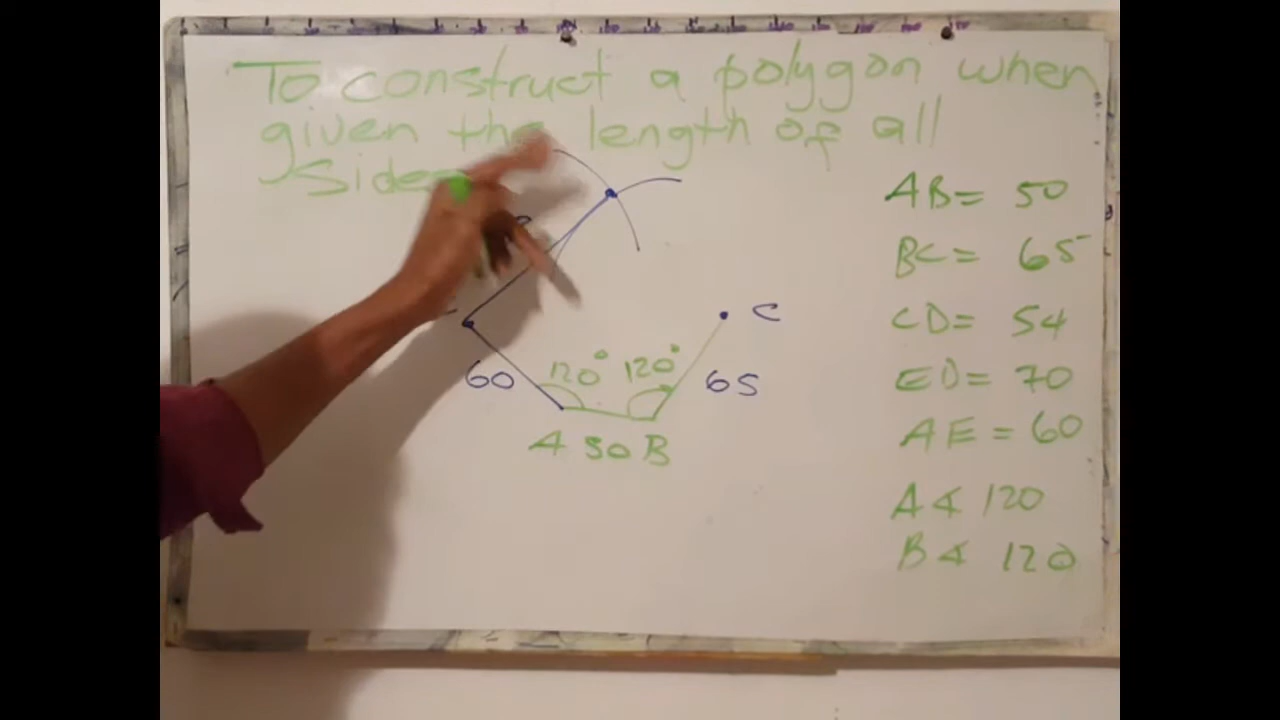 To construct a polygon when
given the length of all
Sides
AB = 50
BC = 65
CD = 54
ED = 70
AE = 60
A∢ 120
B∢ 120
C
60
120° 120°
65
A 50 B